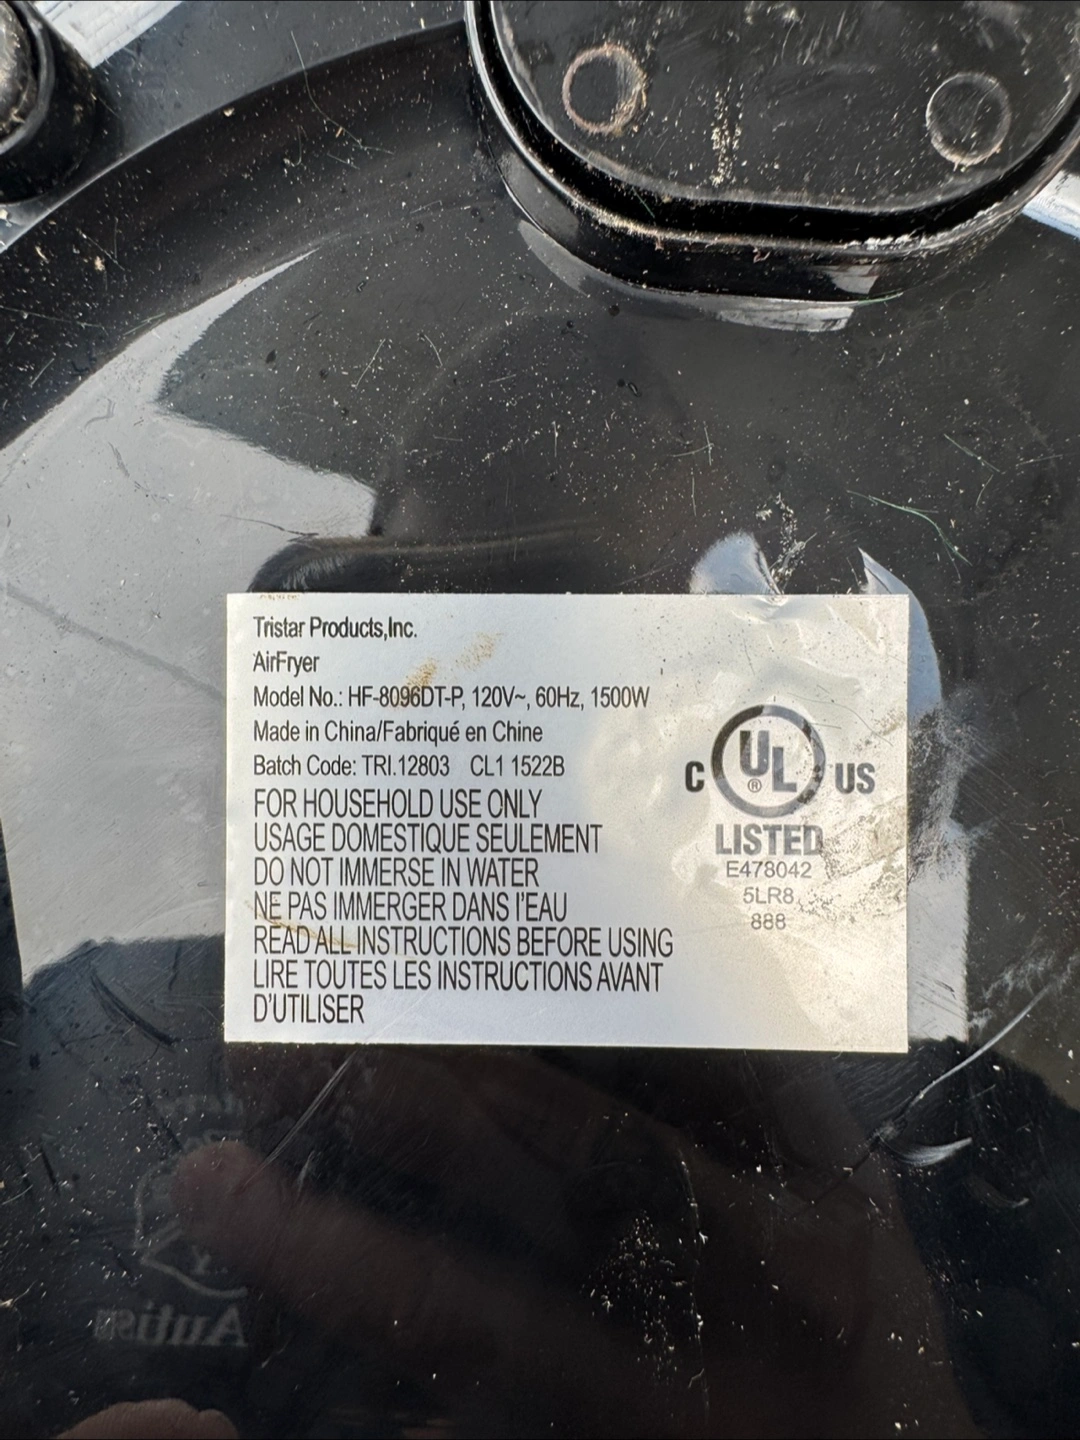 Tristar Products,Inc.
AirFryer
Model No.: HF-8096DT-P, 120V~, 60Hz, 1500W
Made in China/Fabriqué en Chine
Batch Code: TRI.12803 CL1 1522B
FOR HOUSEHOLD USE ONLY
USAGE DOMESTIQUE SEULEMENT
DO NOT IMMERSE IN WATER
NE PAS IMMERGER DANS l'EAU
READ ALL INSTRUCTIONS BEFORE USING
LIRE TOUTES LES INSTRUCTIONS AVANT
D'UTILISER
C UL ® US
LISTED
E478042
5LR8
888